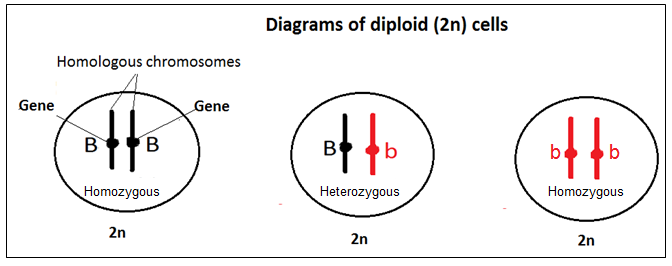 Diagrams of diploid (2n) cells
Homologous chromosomes
Gene Gene
B B
Homozygous
2n
B b
Heterozygous
2n
b b
Homozygous
2n